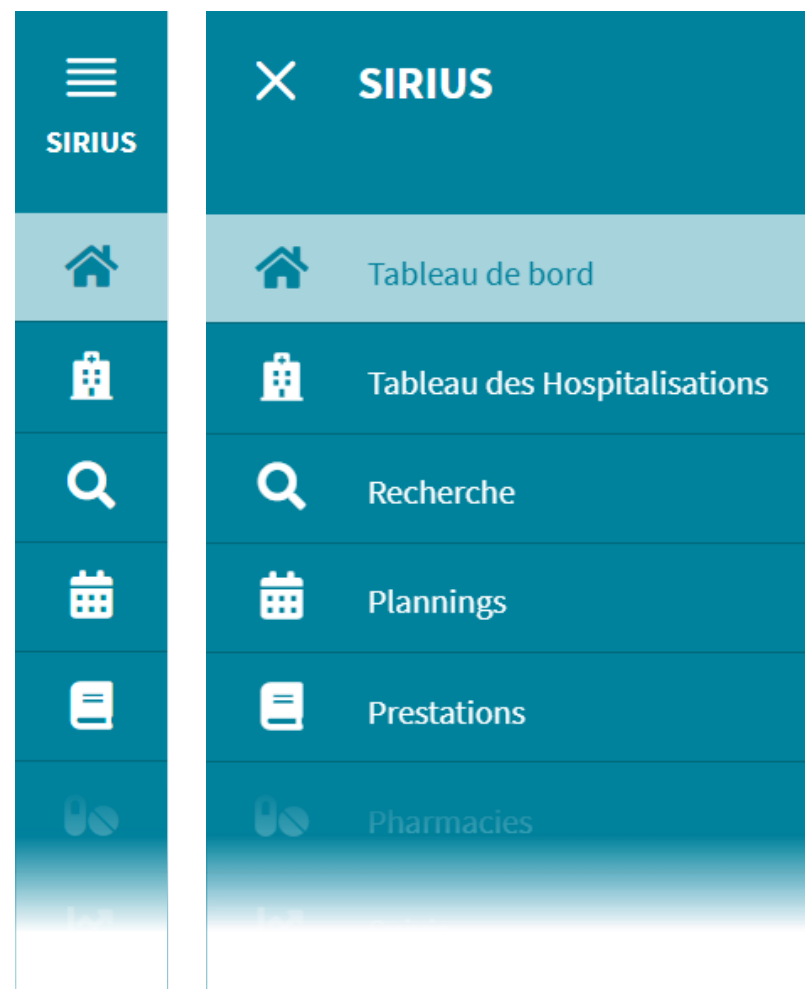 SIRIUS
SIRIUS
Tableau de bord
Tableau des Hospitalisations
Recherche
Plannings
Prestations
Pharmacies